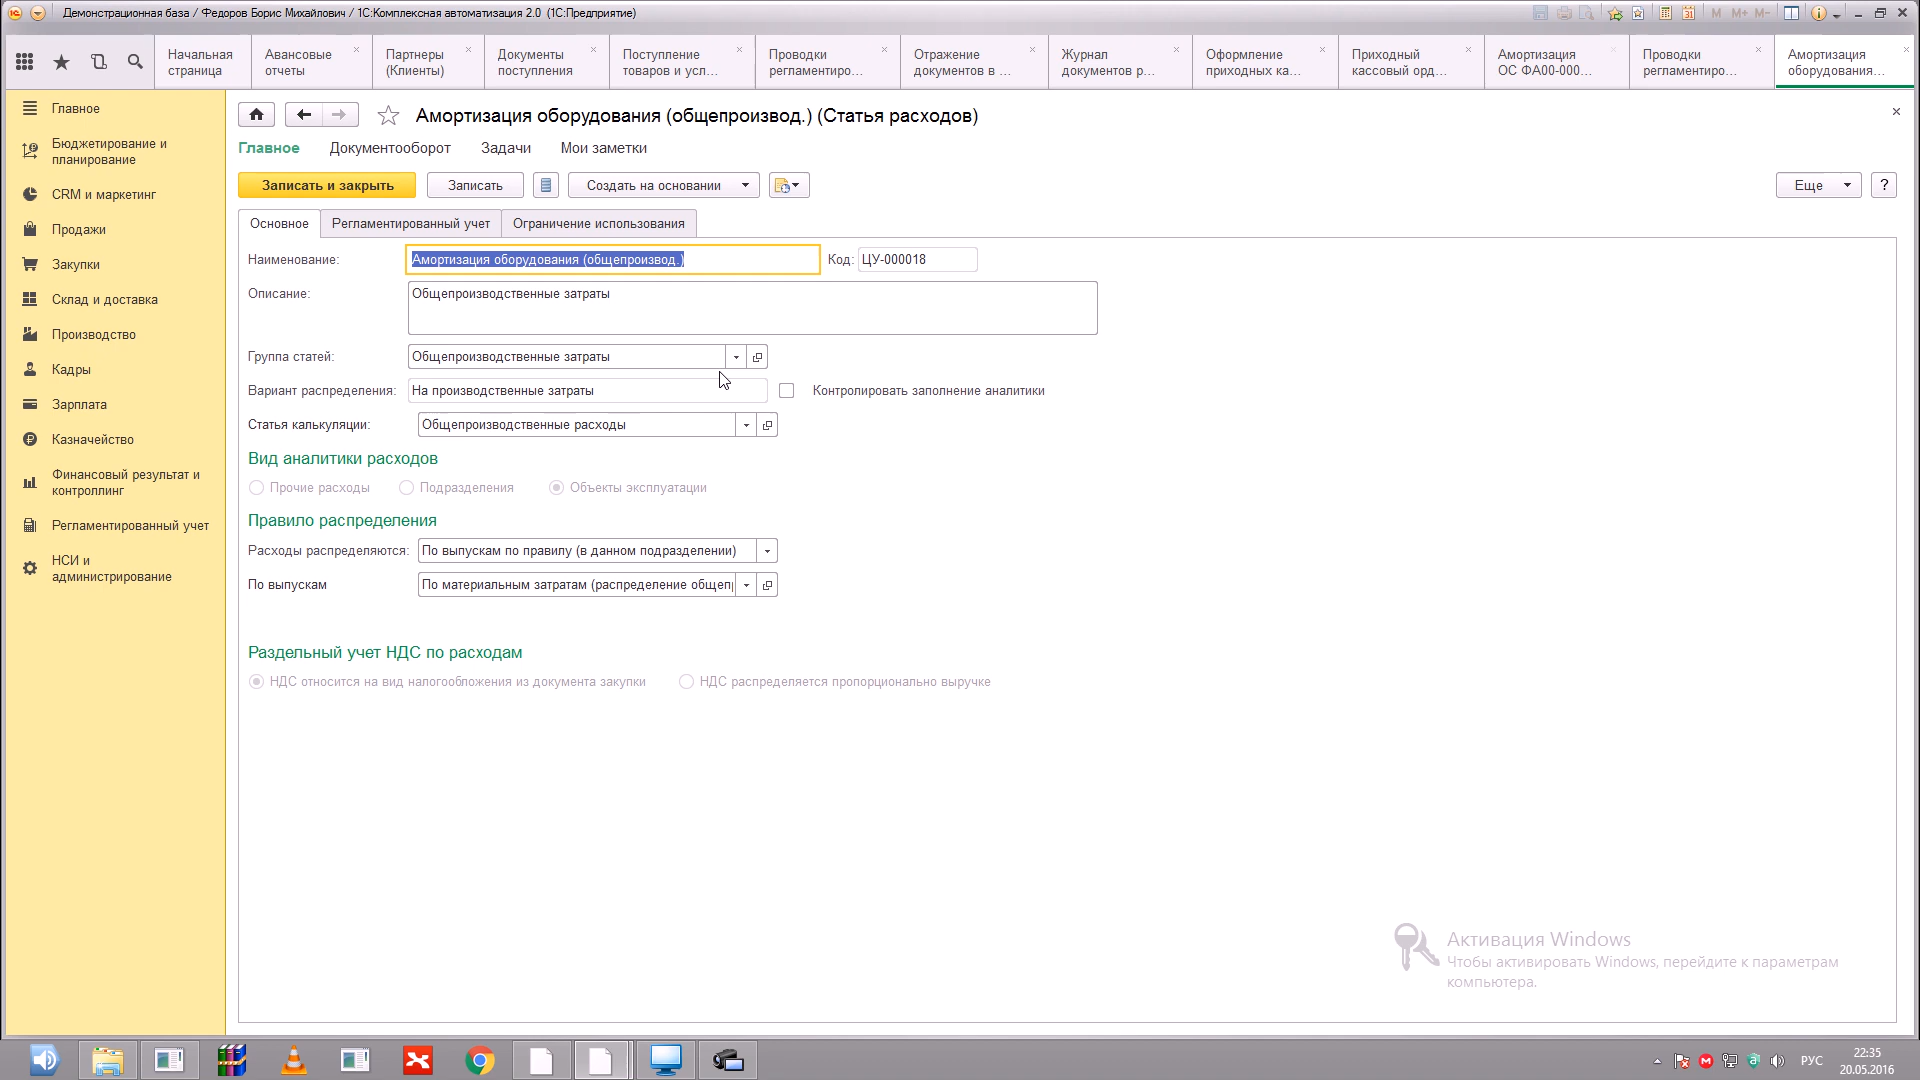 Демонстрационная база / Федоров Борис Михайлович / 1С:Комплексная автоматизация 2.0 (1С:Предприятие)
M M+ M-
Начальная страница
Авансовые отчеты
Партнеры (Клиенты)
Документы поступления
Поступление товаров и усл...
Проводки регламентиро...
Отражение документов в ...
Журнал документов р...
Оформление приходных ка...
Приходный кассовый орд...
Амортизация ОС ФА00-000...
Проводки регламентиро...
Амортизация оборудования...
Главное
Бюджетирование и
планирование
CRM и маркетинг
Продажи
Закупки
Склад и доставка
Производство
Кадры
Зарплата
Казначейство
Финансовый результат и
контроллинг
Регламентированный учет
НСИ и
администрирование
Амортизация оборудования (общепроизвод.) (Статья расходов)
Главное Документооборот Задачи Мои заметки
Записать и закрыть Записать Создать на основании Еще ?
Основное Регламентированный учет Ограничение использования
Наименование: Амортизация оборудования (общепроизвод.) Код: ЦУ-000018
Описание: Общепроизводственные затраты
Группа статей: Общепроизводственные затраты
Вариант распределения: На производственные затраты Контролировать заполнение аналитики
Статья калькуляции: Общепроизводственные расходы
Вид аналитики расходов
Прочие расходы Подразделения Объекты эксплуатации
Правило распределения
Расходы распределяются: По выпускам по правилу (в данном подразделении)
По выпускам По материальным затратам (распределение общепр
Раздельный учет НДС по расходам
НДС относится на вид налогообложения из документа закупки НДС распределяется пропорционально выручке
Активация Windows
Чтобы активировать Windows, перейдите к параметрам
компьютера.
РУС
22:35
20.05.2016